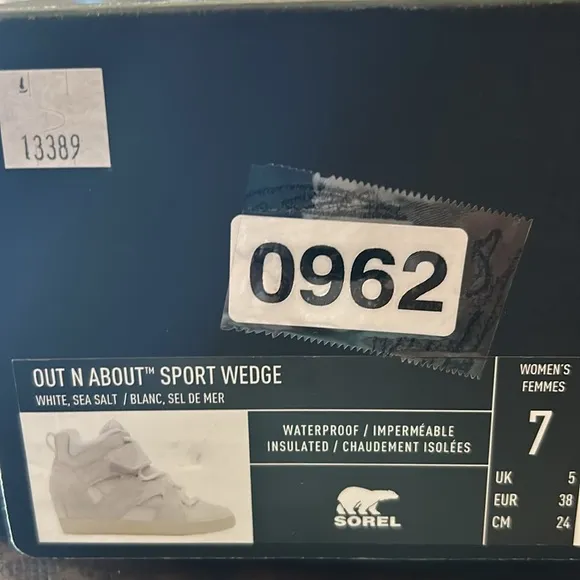 13389
0962
OUT N ABOUT™ SPORT WEDGE
WHITE, SEA SALT / BLANC, SEL DE MER
WATERPROOF / IMPERMÉABLE
INSULATED / CHAUDEMENT ISOLÉES
SOREL
WOMEN'S
FEMMES
7
UK 5
EUR 38
CM 24